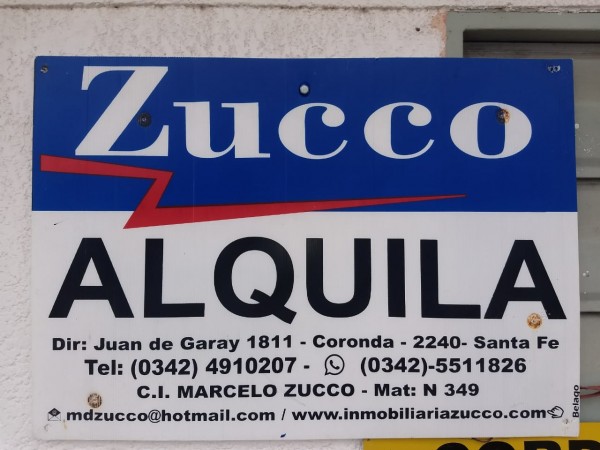 Zucco
ALQUILA
Dir: Juan de Garay 1811 - Coronda - 2240- Santa Fe
Tel: (0342) 4910207 - (0342)-5511826
C.I. MARCELO ZUCCO - Mat: N 349
mdzucco@hotmail.com / www.inmobiliariazucco.com
Belago